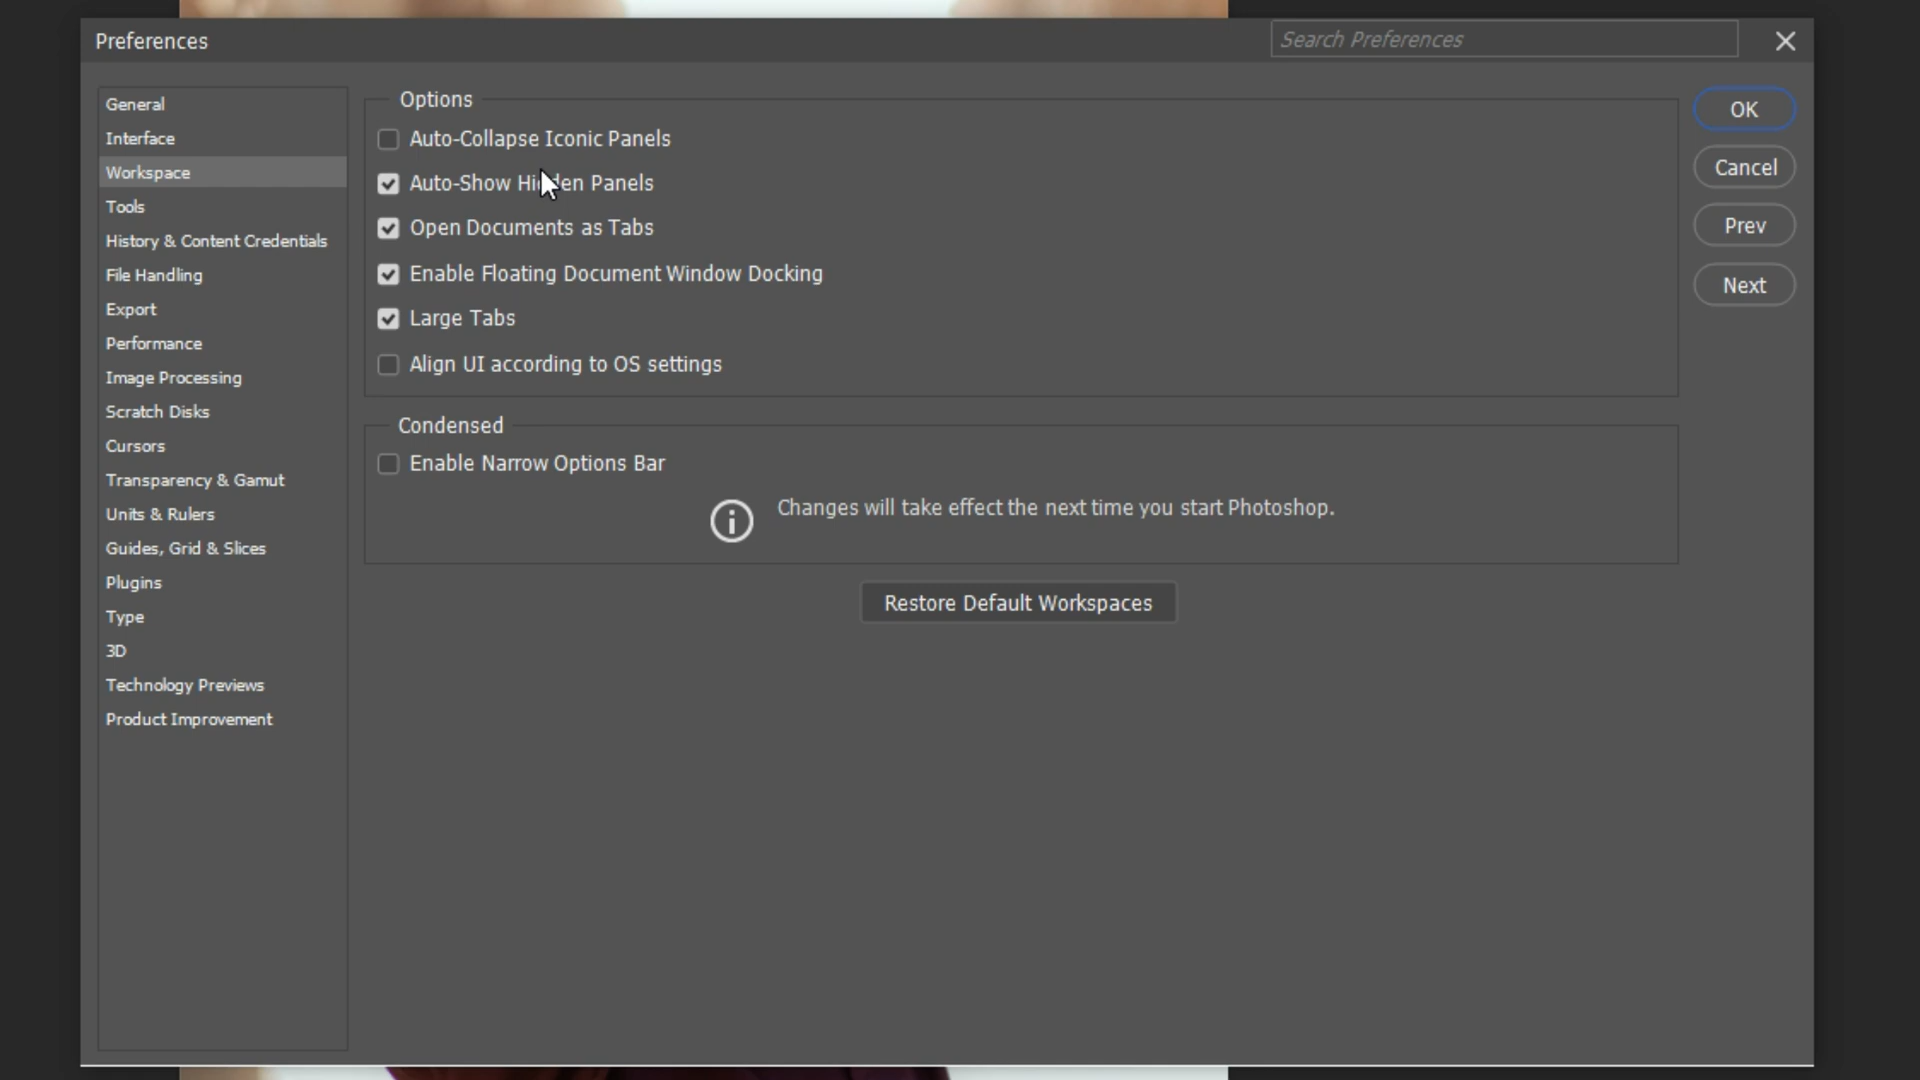 Preferences
Search Preferences
General
Interface
Workspace
Tools
History & Content Credentials
File Handling
Export
Performance
Image Processing
Scratch Disks
Cursors
Transparency & Gamut
Units & Rulers
Guides, Grid & Slices
Plugins
Type
3D
Technology Previews
Product Improvement
Options
Auto-Collapse Iconic Panels
Auto-Show Hidden Panels
Open Documents as Tabs
Enable Floating Document Window Docking
Large Tabs
Align UI according to OS settings
Condensed
Enable Narrow Options Bar
Changes will take effect the next time you start Photoshop.
Restore Default Workspaces
OK
Cancel
Prev
Next